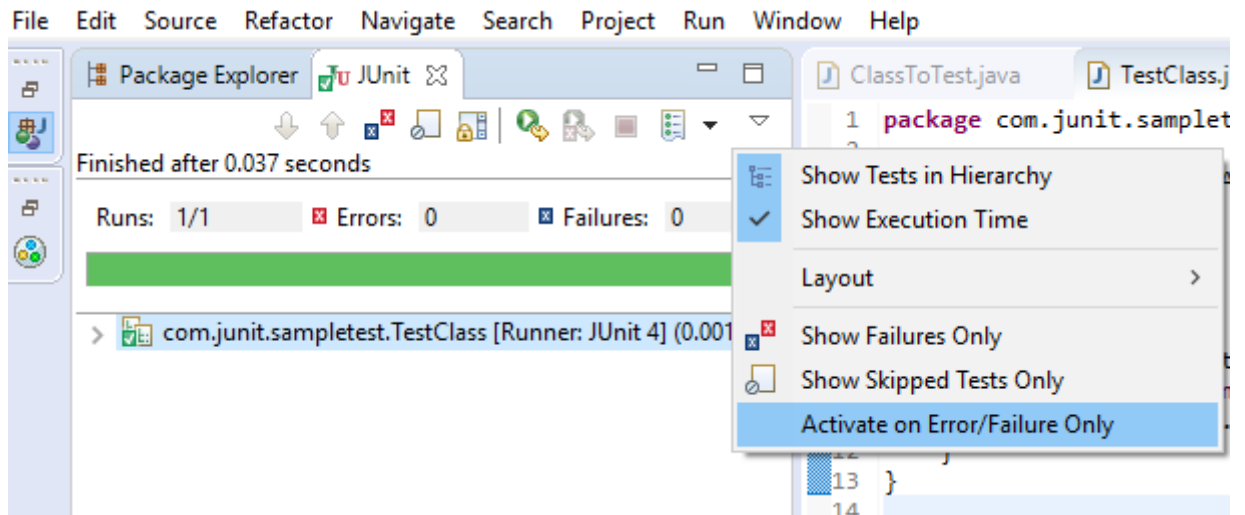 File Edit Source Refactor Navigate Search Project Run Window Help
Package Explorer JUnit
ClassToTest.java TestClass.j
Finished after 0.037 seconds
Runs: 1/1 Errors: 0 Failures: 0
com.junit.sampletest.TestClass [Runner: JUnit 4] (0.001
Show Tests in Hierarchy
Show Execution Time
Layout
Show Failures Only
Show Skipped Tests Only
Activate on Error/Failure Only
1 package com.junit.samplet
12 }
13 }
14